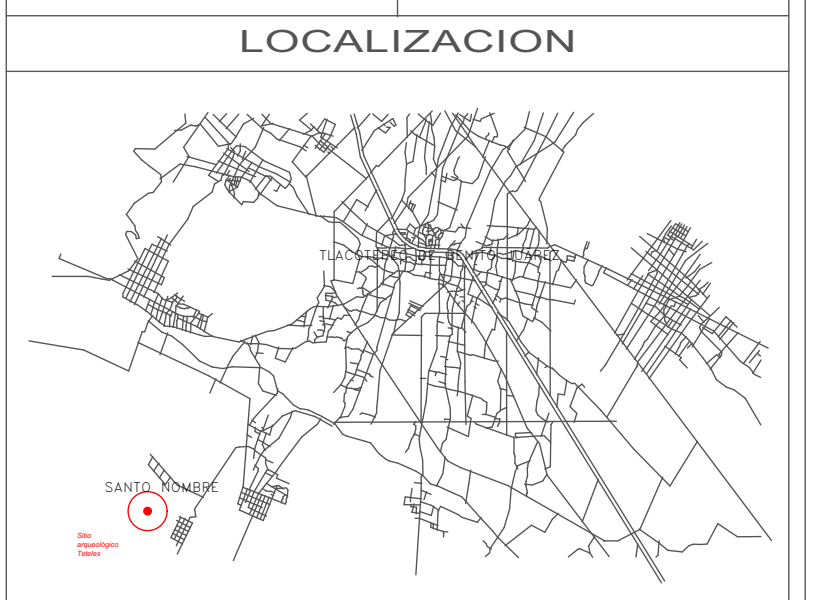 LOCALIZACION
TLACOTEPEC DE BENITO JUAREZ
SANTO NOMBRE
Sitio
arqueológico
Teteles